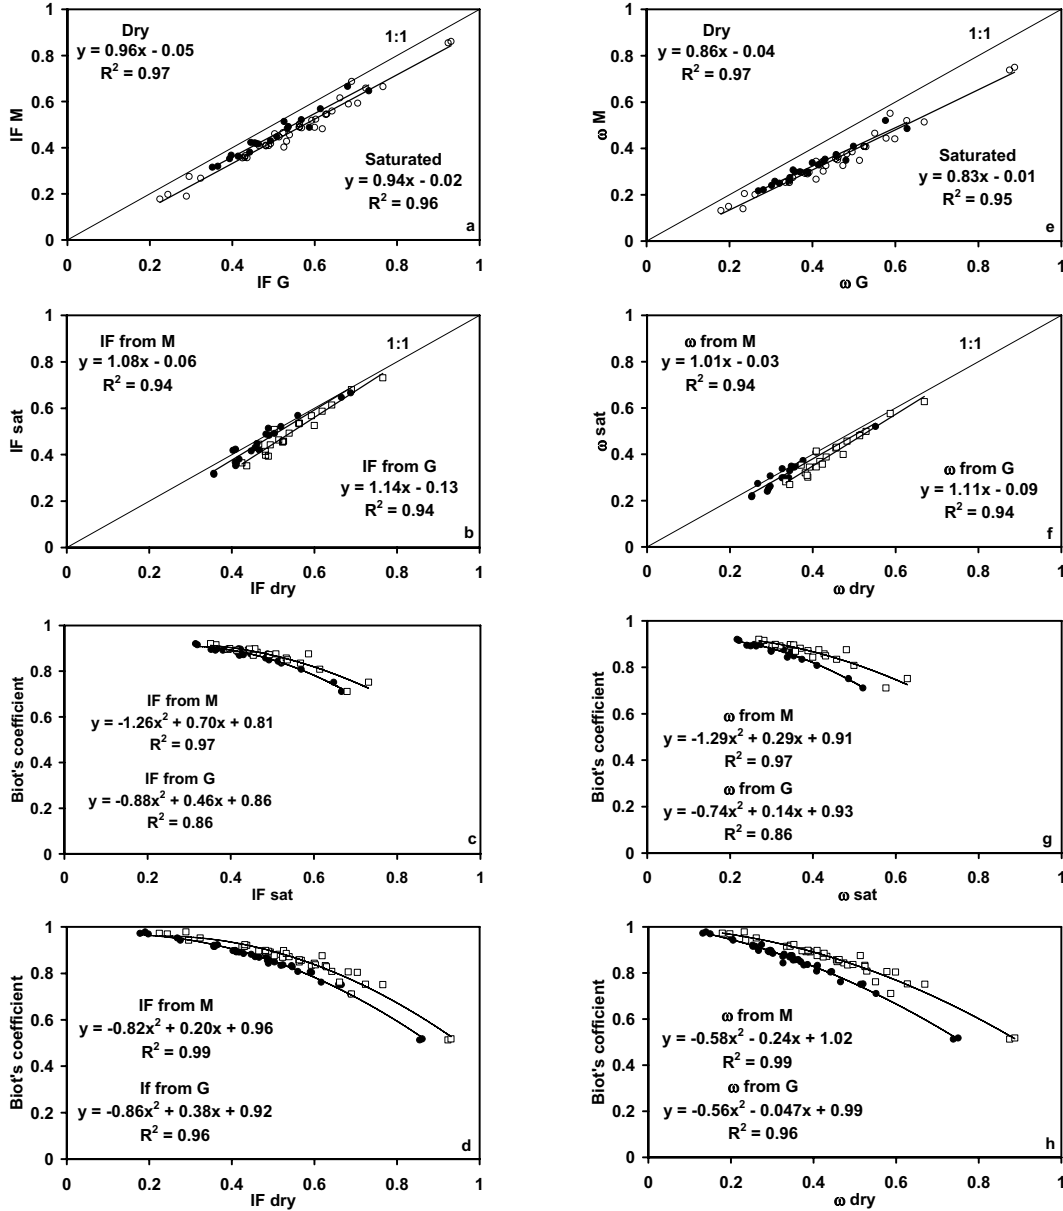 1
0.8
0.6
0.4
0.2
0
IF M
Dry
y = 0.96x - 0.05
R² = 0.97
1:1
Saturated
y = 0.94x - 0.02
R² = 0.96
a
0 0.2 0.4 0.6 0.8 1
IF G
1
0.8
0.6
0.4
0.2
0
ω M
Dry
y = 0.86x - 0.04
R² = 0.97
1:1
Saturated
y = 0.83x - 0.01
R² = 0.95
e
0 0.2 0.4 0.6 0.8 1
ω G
1
0.8
0.6
0.4
0.2
0
IF sat
IF from M
y = 1.08x - 0.06
R² = 0.94
1:1
IF from G
y = 1.14x - 0.13
R² = 0.94
b
0 0.2 0.4 0.6 0.8 1
IF dry
1
0.8
0.6
0.4
0.2
0
ω sat
ω from M
y = 1.01x - 0.03
R² = 0.94
1:1
ω from G
y = 1.11x - 0.09
R² = 0.94
f
0 0.2 0.4 0.6 0.8 1
ω dry
1
0.8
0.6
0.4
0.2
0
Biot's coefficient
IF from M
y = -1.26x² + 0.70x + 0.81
R² = 0.97
IF from G
y = -0.88x² + 0.46x + 0.86
R² = 0.86
c
0 0.2 0.4 0.6 0.8 1
IF sat
1
0.8
0.6
0.4
0.2
0
Biot's coefficient
ω from M
y = -1.29x² + 0.29x + 0.91
R² = 0.97
ω from G
y = -0.74x² + 0.14x + 0.93
R² = 0.86
g
0 0.2 0.4 0.6 0.8 1
ω sat
1
0.8
0.6
0.4
0.2
0
Biot's coefficient
IF from M
y = -0.82x² + 0.20x + 0.96
R² = 0.99
If from G
y = -0.86x² + 0.38x + 0.92
R² = 0.96
d
0 0.2 0.4 0.6 0.8 1
IF dry
1
0.8
0.6
0.4
0.2
0
Biot's cofficient
ω from M
y = -0.58x² - 0.24x + 1.02
R² = 0.99
ω from G
y = -0.56x² - 0.047x + 0.99
R² = 0.96
h
0 0.2 0.4 0.6 0.8 1
ω dry